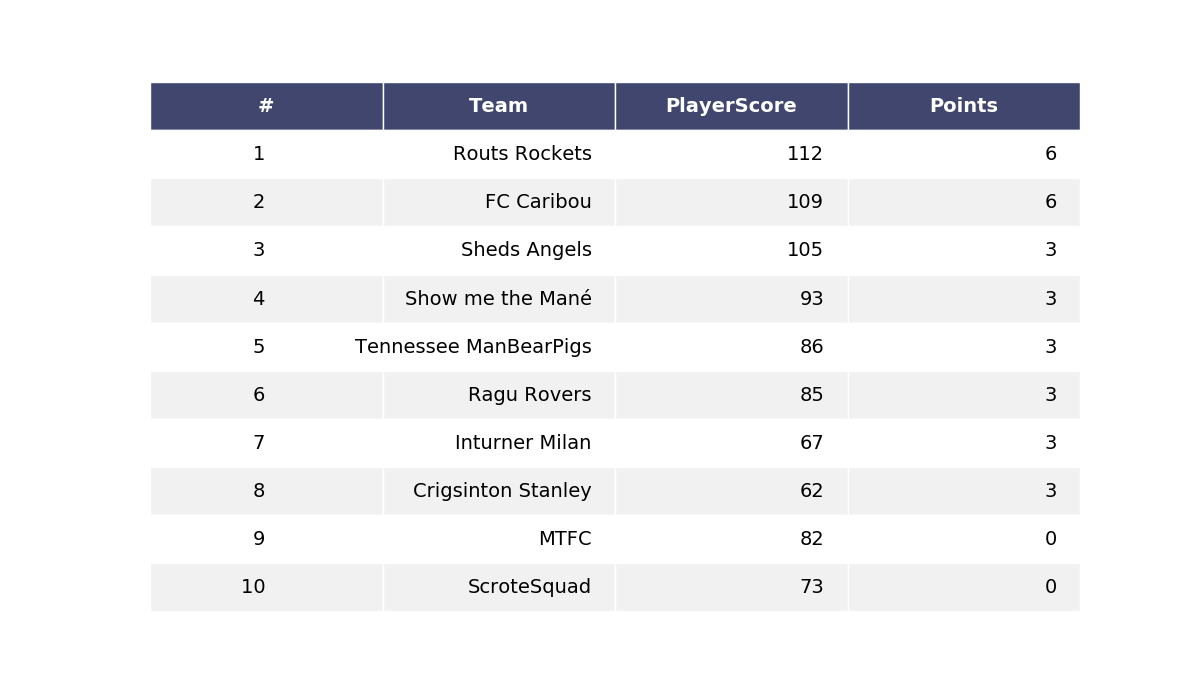 # Team PlayerScore Points
1 Routs Rockets 112 6
2 FC Caribou 109 6
3 Sheds Angels 105 3
4 Show me the Mané 93 3
5 Tennessee ManBearPigs 86 3
6 Ragu Rovers 85 3
7 Inturner Milan 67 3
8 Crigsinton Stanley 62 3
9 MTFC 82 0
10 ScroteSquad 73 0